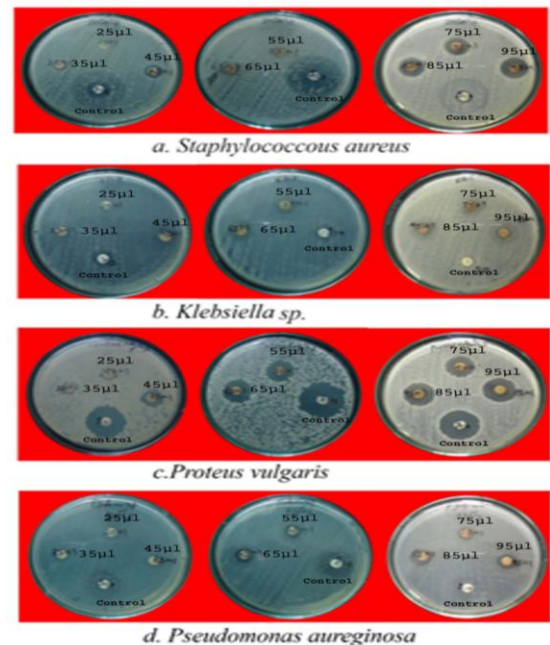 25µl
35µl 45µl
Control
55µl
65µl
Control
75µl
85µl 95µl
Control
a. Staphylococcous aureus
25µl
35µl 45µl
Control
55µl
65µl
Control
75µl
85µl 95µl
Control
b. Klebsiella sp.
25µl
35µl 45µl
Control
55µl
65µl
Control
75µl
85µl 95µl
Control
c.Proteus vulgaris
25µl
35µl 45µl
Control
55µl
65µl
Control
75µl
85µl 95µl
Control
d. Pseudomonas aureginosa